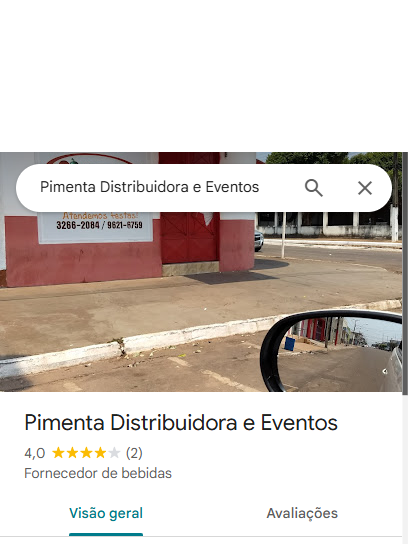 Pimenta Distribuidora e Eventos
Atendemos festas!
3266-2084 / 9621-6759
Pimenta Distribuidora e Eventos
4,0 (2)
Fornecedor de bebidas
Visão geral
Avaliações